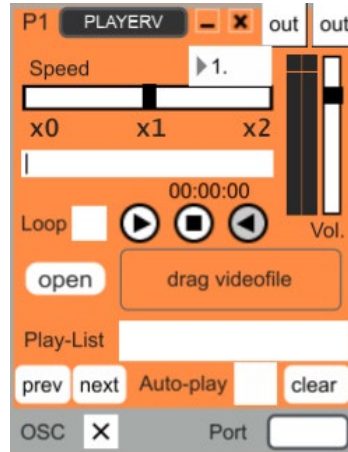 P1 PLAYERV out out
Speed 1.
x0 x1 x2
00:00:00
Loop Vol.
open drag videofile
Play-List
prev next Auto-play clear
OSC X Port